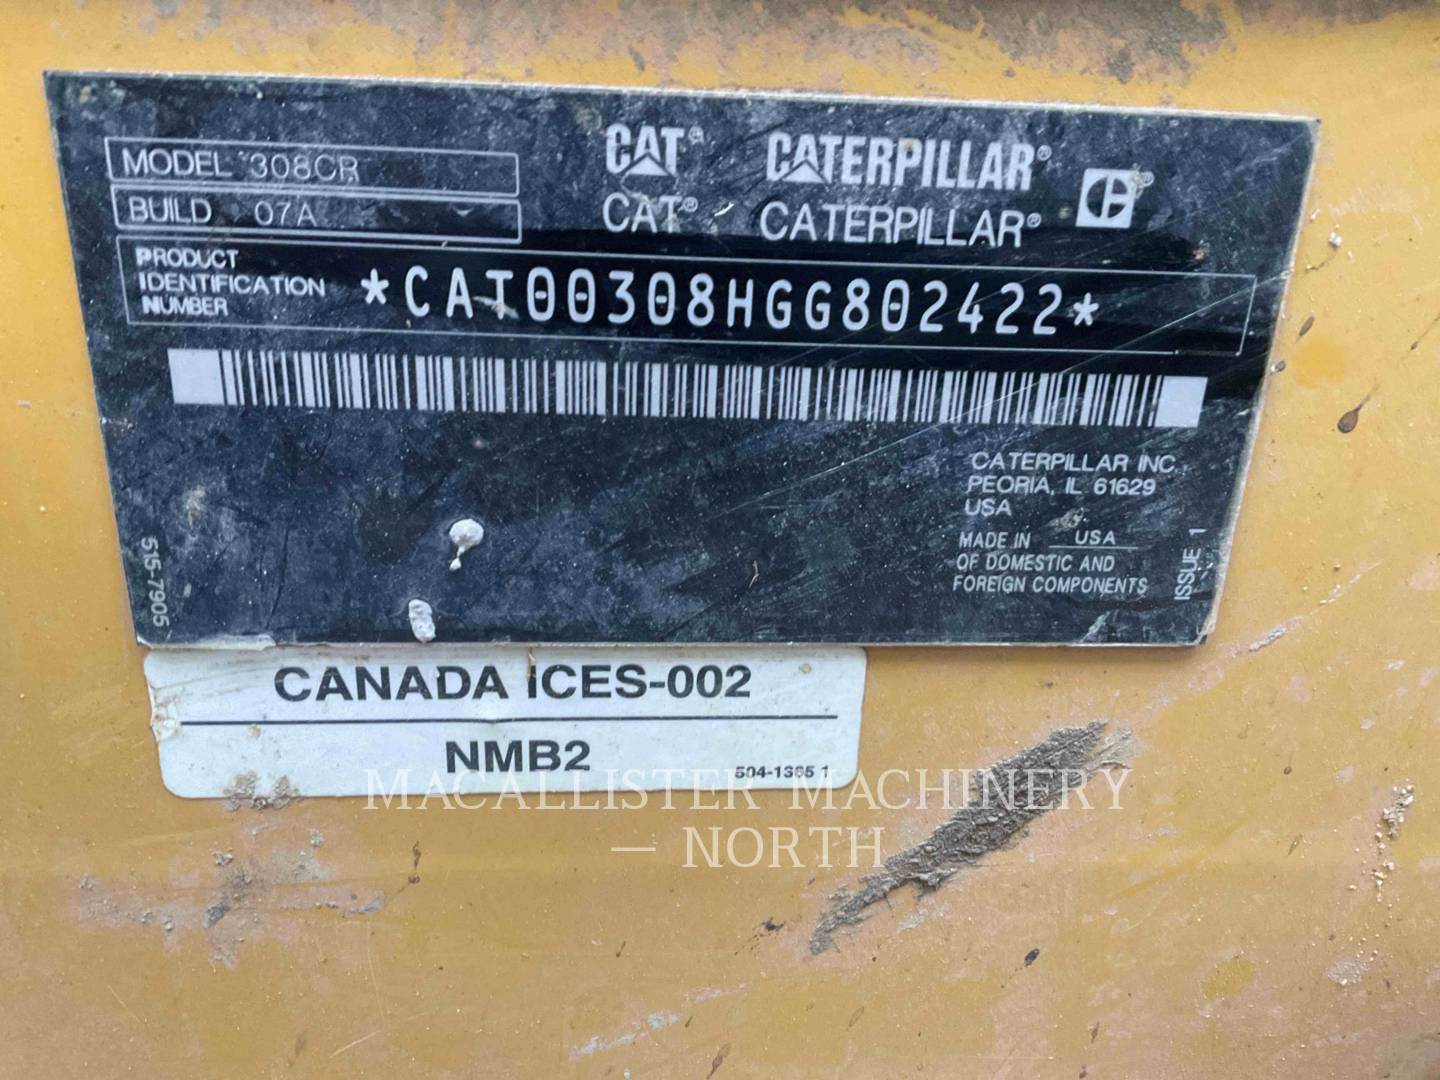 MODEL 308CR
BUILD 07A
CAT® CATERPILLAR®
CAT® CATERPILLAR®
PRODUCT
IDENTIFICATION
NUMBER
*CAT00308HGG802422*
CATERPILLAR INC.
PEORIA, IL 61629
USA
MADE IN USA
OF DOMESTIC AND
FOREIGN COMPONENTS
ISSUE 1
515-7905
CANADA ICES-002
NMB2
504-1365 1
MACALLISTER MACHINERY
— NORTH